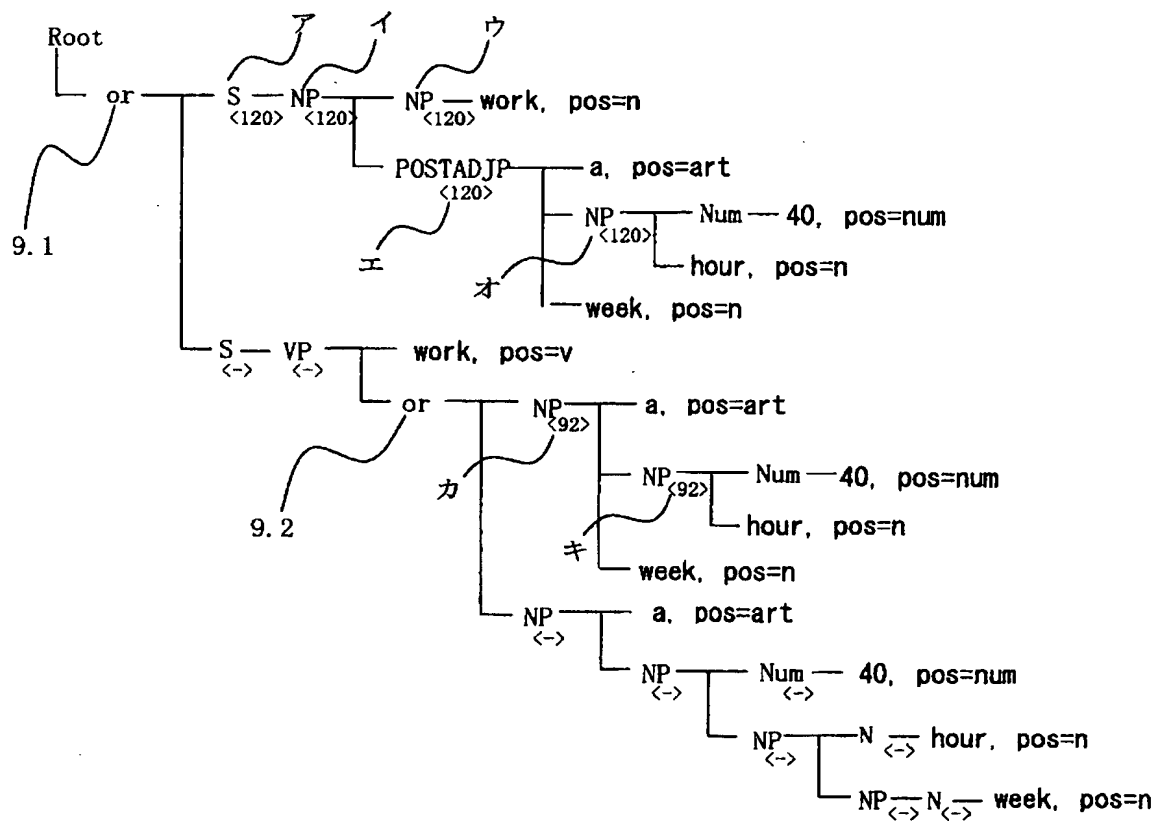 ア イ ウ
Root
or S NP NP work, pos=n
<120> <120> <120>
POSTADJP a, pos=art
<120>
NP Num 40, pos=num
<120>
9.1
エ
オ
hour, pos=n
week, pos=n
S VP work, pos=v
<-> <->
or NP a, pos=art
<92>
カ
NP Num 40, pos=num
<92>
9.2
キ
hour, pos=n
week, pos=n
NP a, pos=art
<->
NP Num 40, pos=num
<-> <->
NP N hour, pos=n
<-> <->
NP N week, pos=n
<-> <->